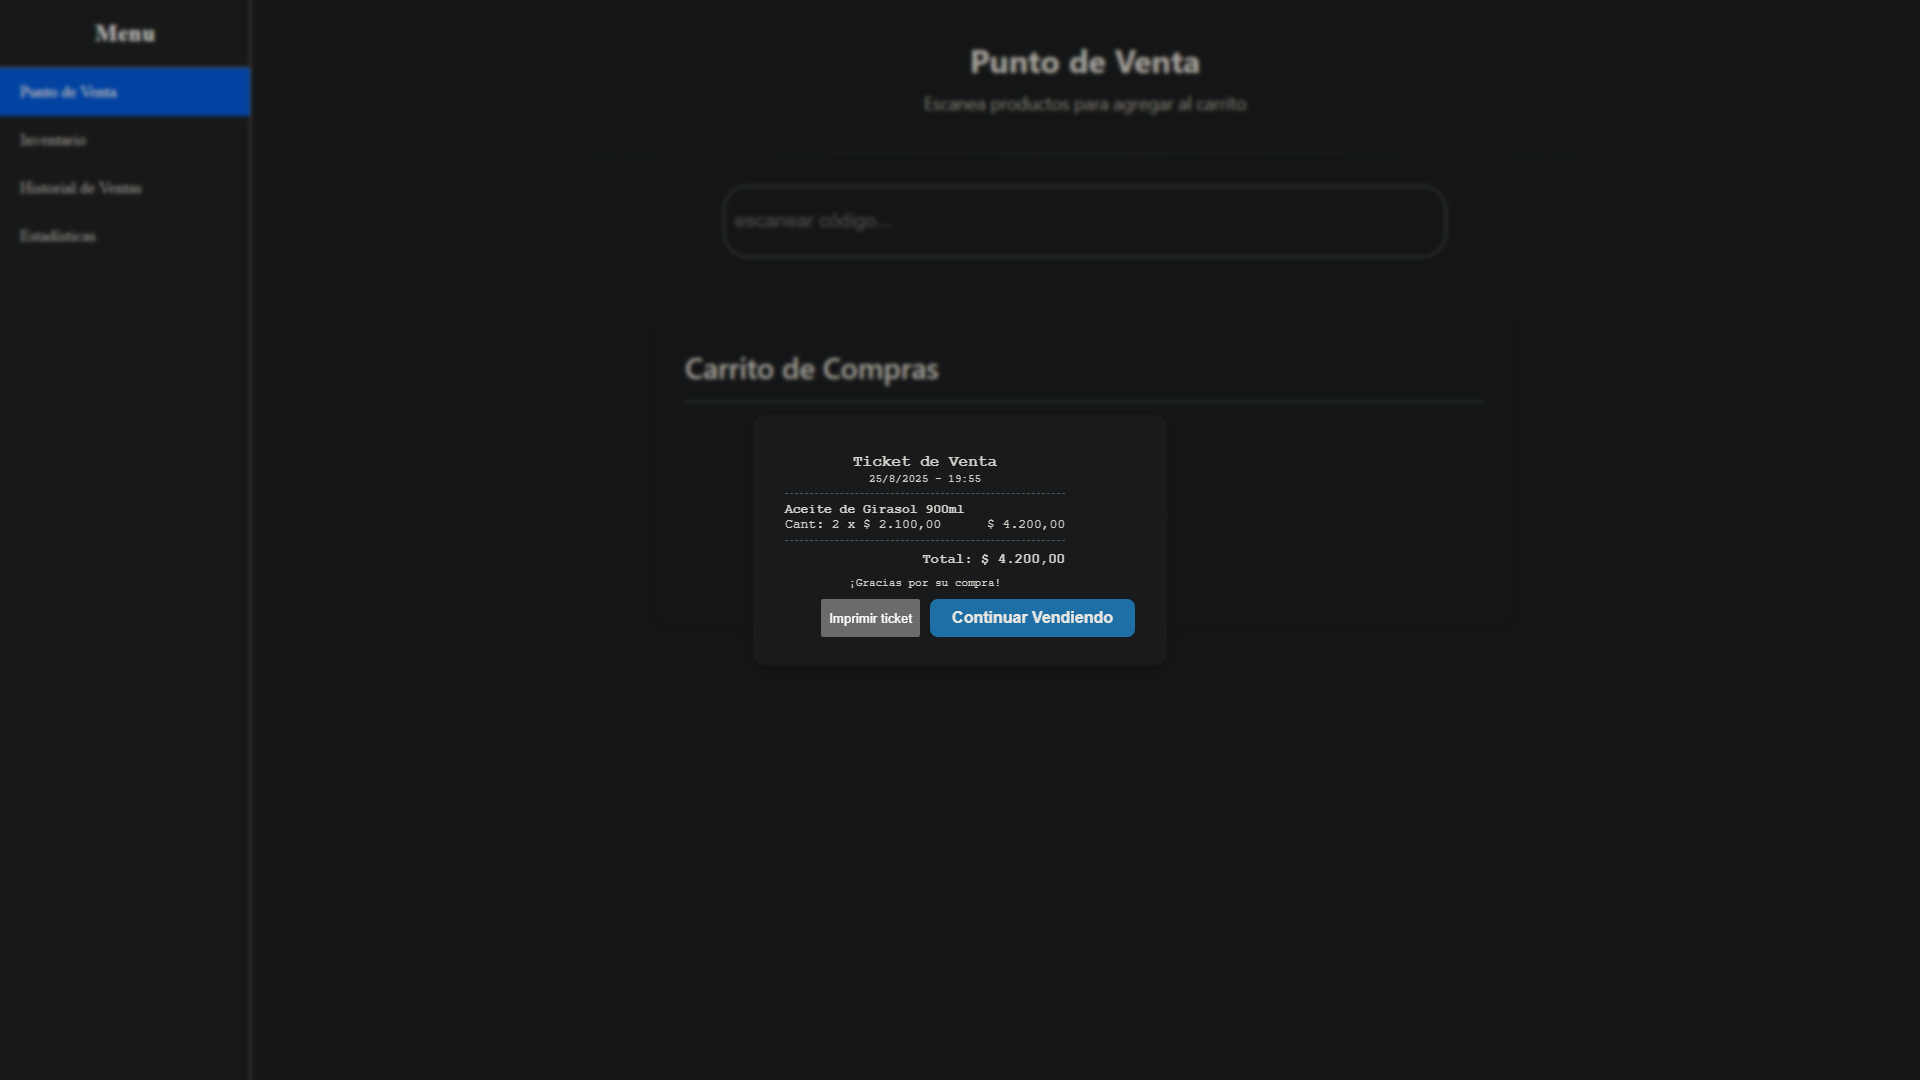 Menu
Punto de Venta
Inventario
Historial de Ventas
Estadísticas
Punto de Venta
Escanea productos para agregar al carrito
escanear código...
Carrito de Compras
Ticket de Venta
25/8/2025 - 19:55
Aceite de Girasol 900ml
Cant: 2 x $ 2.100,00 $ 4.200,00
Total: $ 4.200,00
¡Gracias por su compra!
Imprimir ticket Continuar Vendiendo